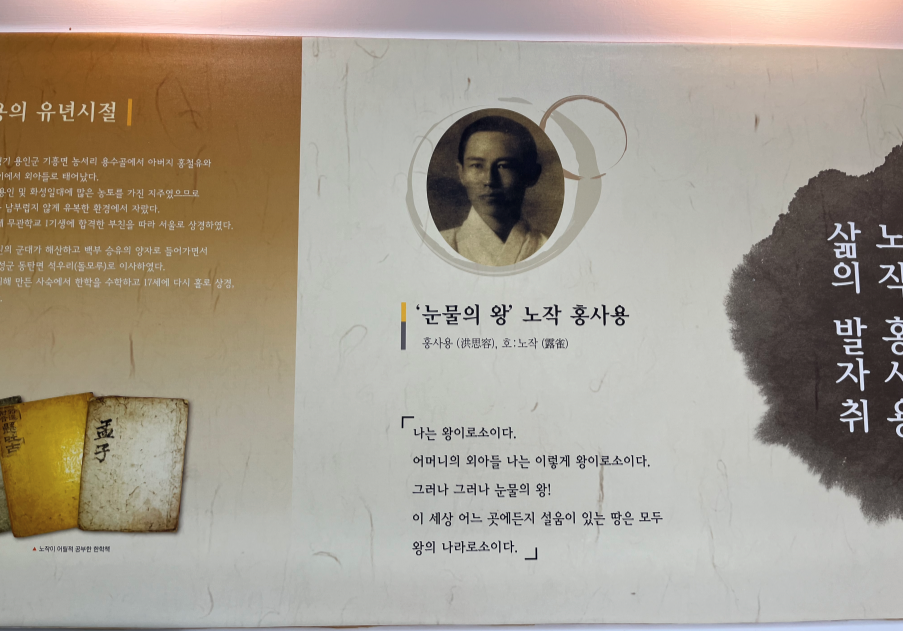 의 유년시절
용인군 기흥면 농서리 용수골에서 아버지 홍철유와
에서 외아들로 태어났다.
용인 및 화성일대에 많은 농토를 가진 지주였으므로
남부럽지 않게 유복한 환경에서 자랐다.
무관학교 1기생에 합격한 부친을 따라 서울로 상경하였다.
군대가 해산하고 백부 승유의 양자로 들어가면서
성군 동탄면 석우리(돌모루)로 이사하였다.
만든 사숙에서 한학을 수학하고 17세에 다시 홀로 상경,
孟子
▲ 노작이 어릴적 공부한 한학책
‘눈물의 왕’ 노작 홍사용
홍사용 (洪思容), 호:노작 (露雀)
「나는 왕이로소이다.
어머니의 외아들 나는 이렇게 왕이로소이다.
그러나 그러나 눈물의 왕!
이 세상 어느 곳에든지 설움이 있는 땅은 모두
왕의 나라로소이다.」
노작 홍사용
삶의 발자취